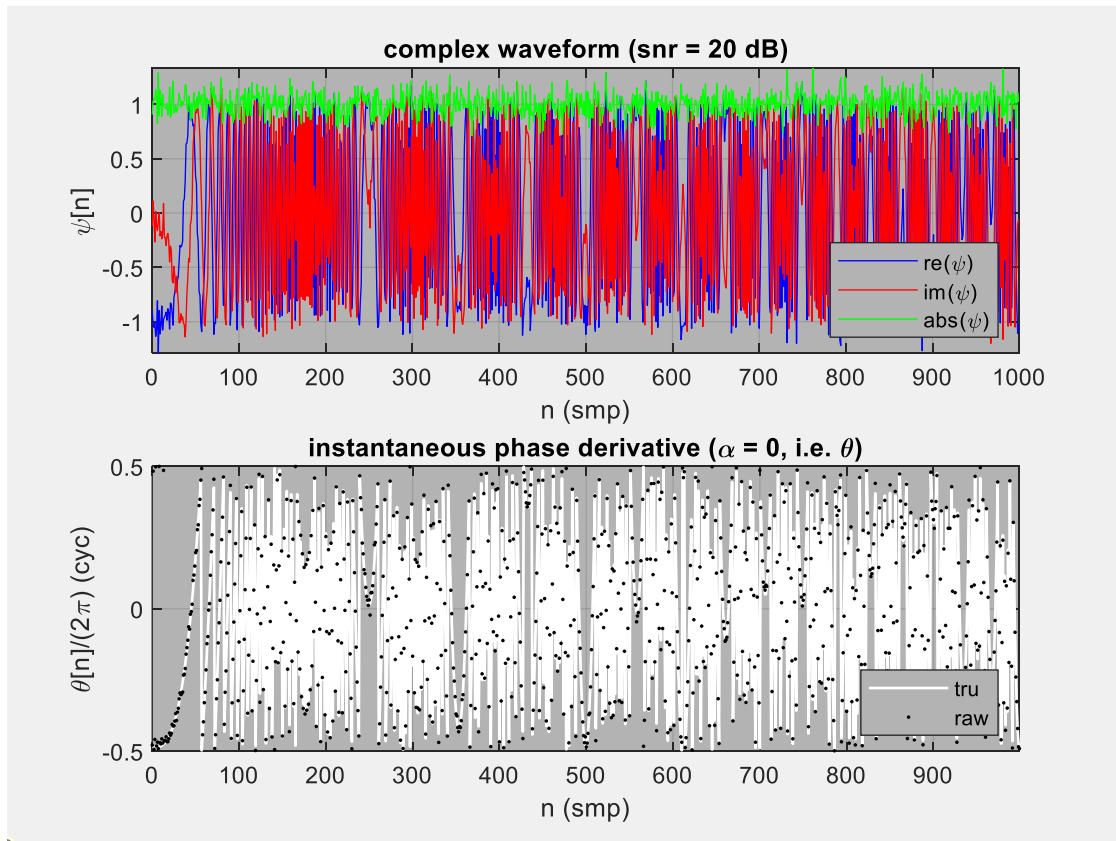 complex waveform (snr = 20 dB)
1
0.5
0
-0.5
-1
ψ[n]
re(ψ)
im(ψ)
abs(ψ)
0 100 200 300 400 500 600 700 800 900 1000
n (smp)
instantaneous phase derivative (α = 0, i.e. θ)
0.5
0
-0.5
θ[n]/(2π) (cyc)
tru
raw
0 100 200 300 400 500 600 700 800 900
n (smp)